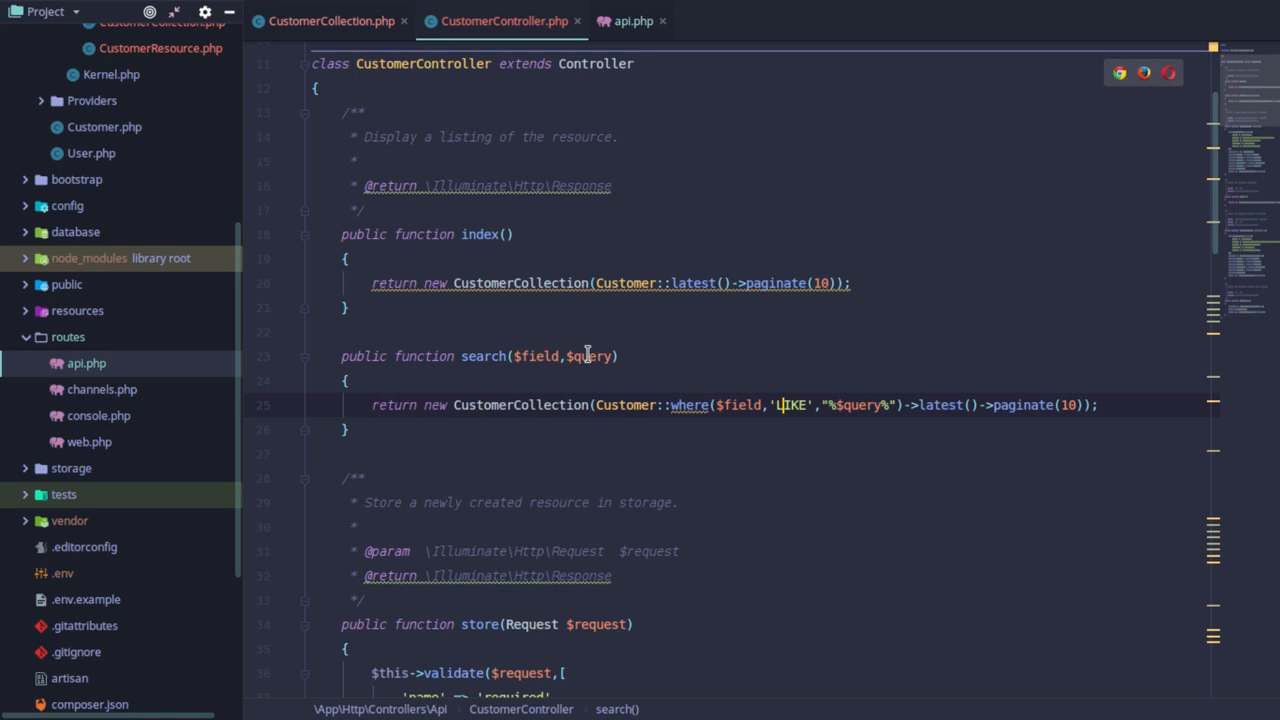 Project
CustomerCollection.php
CustomerController.php
api.php
CustomerCollection.php
CustomerResource.php
Kernel.php
Providers
Customer.php
User.php
bootstrap
config
database
node_modules library root
public
resources
routes
api.php
channels.php
console.php
web.php
storage
tests
vendor
.editorconfig
.env
.env.example
.gitattributes
.gitignore
artisan
composer.json
11 class CustomerController extends Controller
12 {
13 /**
14 * Display a listing of the resource.
15 *
16 * @return \Illuminate\Http\Response
17 */
18 public function index()
19 {
20 return new CustomerCollection(Customer::latest()->paginate(10));
21 }
22
23 public function search($field,$query)
24 {
25 return new CustomerCollection(Customer::where($field,'LIKE',"%$query%")->latest()->paginate(10));
26 }
27
28 /**
29 * Store a newly created resource in storage.
30 *
31 * @param \Illuminate\Http\Request $request
32 * @return \Illuminate\Http\Response
33 */
34 public function store(Request $request)
35 {
36 $this->validate($request,[
'name' => 'required'
\App\Http\Controllers\Api CustomerController search()